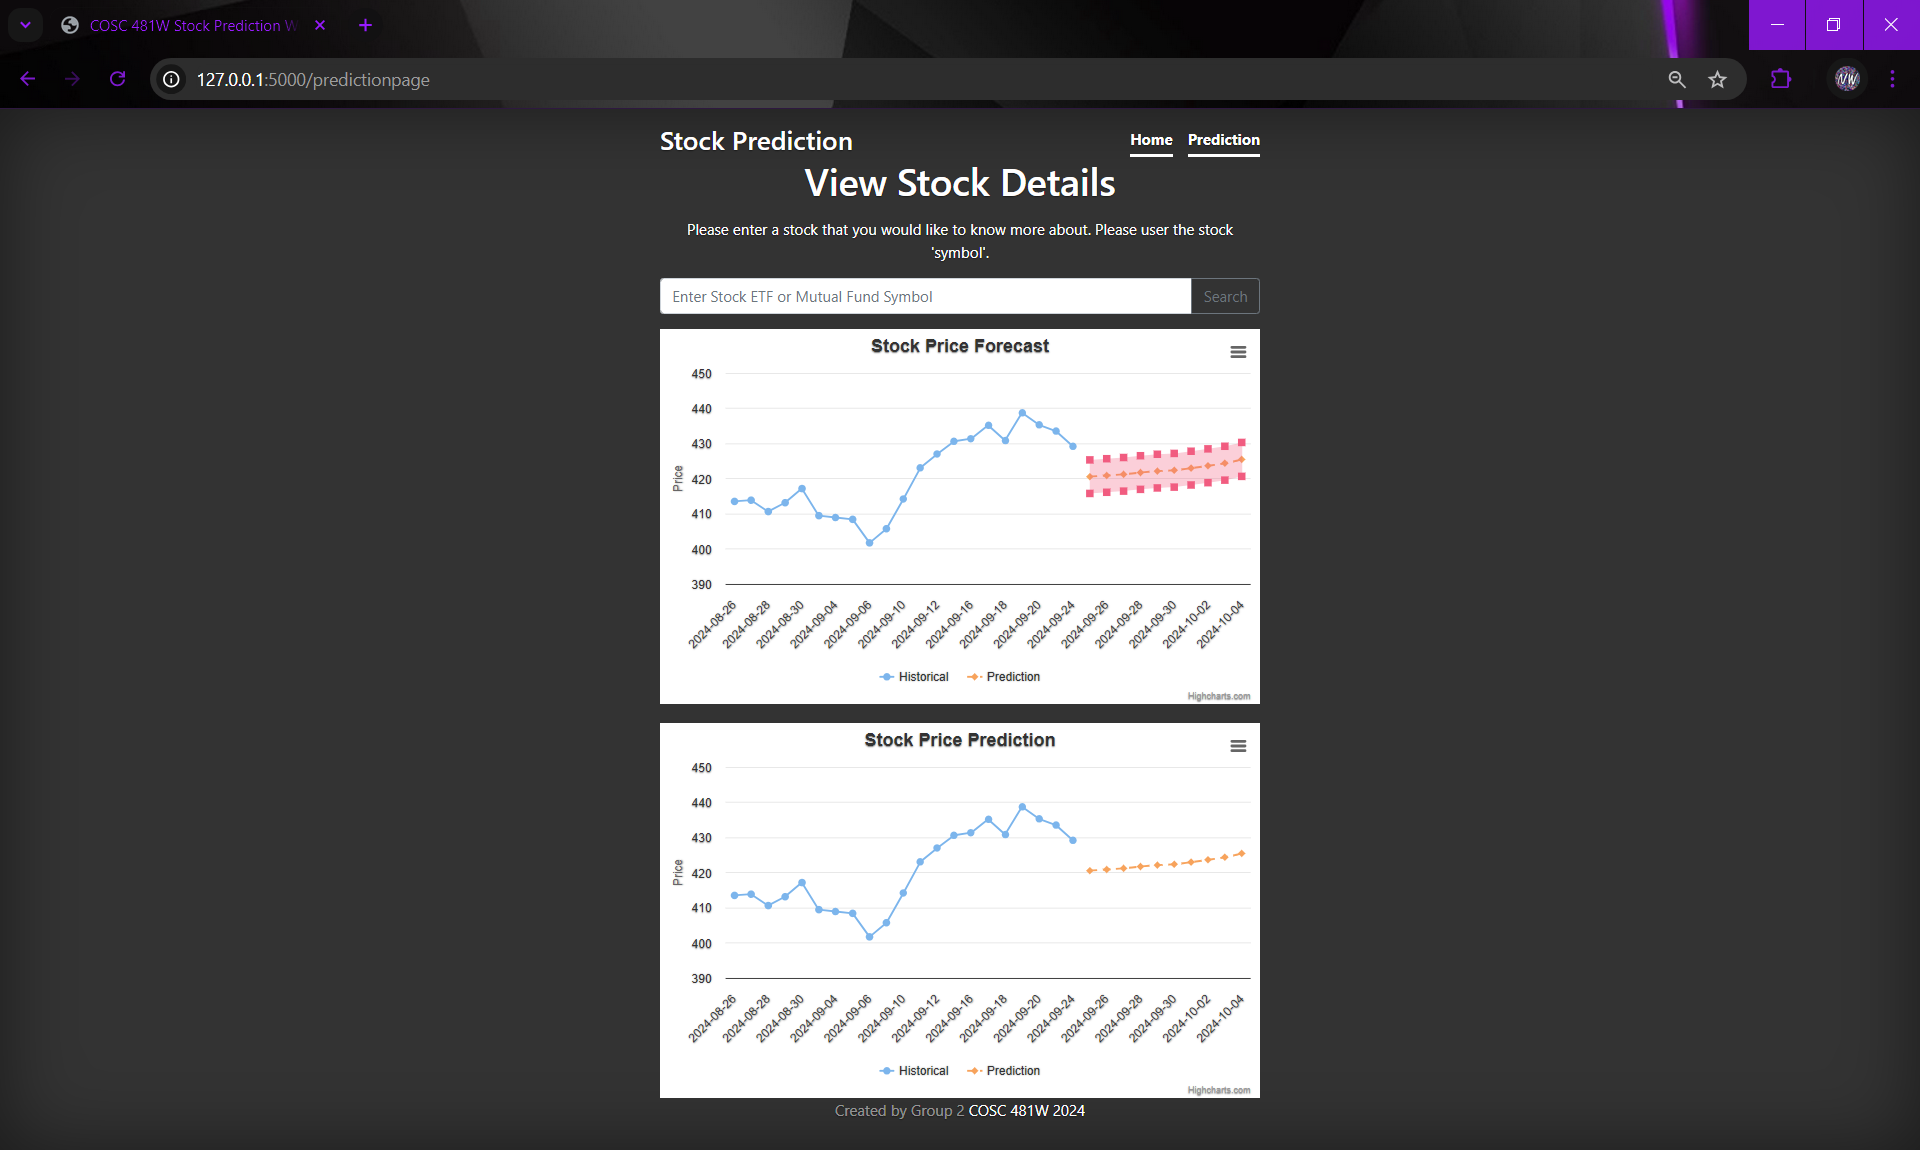 COSC 481W Stock Prediction W
127.0.0.1:5000/predictionpage
NW
Stock Prediction
Home Prediction
View Stock Details
Please enter a stock that you would like to know more about. Please user the stock
'symbol'.
Enter Stock ETF or Mutual Fund Symbol Search
Stock Price Forecast
450
440
430
420
410
400
390
Price
2024-08-26 2024-08-28 2024-08-30 2024-09-04 2024-09-06 2024-09-10 2024-09-12 2024-09-16 2024-09-18 2024-09-20 2024-09-24 2024-09-26 2024-09-28 2024-09-30 2024-10-02 2024-10-04
Historical Prediction
Highcharts.com
Stock Price Prediction
450
440
430
420
410
400
390
Price
2024-08-26 2024-08-28 2024-08-30 2024-09-04 2024-09-06 2024-09-10 2024-09-12 2024-09-16 2024-09-18 2024-09-20 2024-09-24 2024-09-26 2024-09-28 2024-09-30 2024-10-02 2024-10-04
Historical Prediction
Highcharts.com
Created by Group 2 COSC 481W 2024